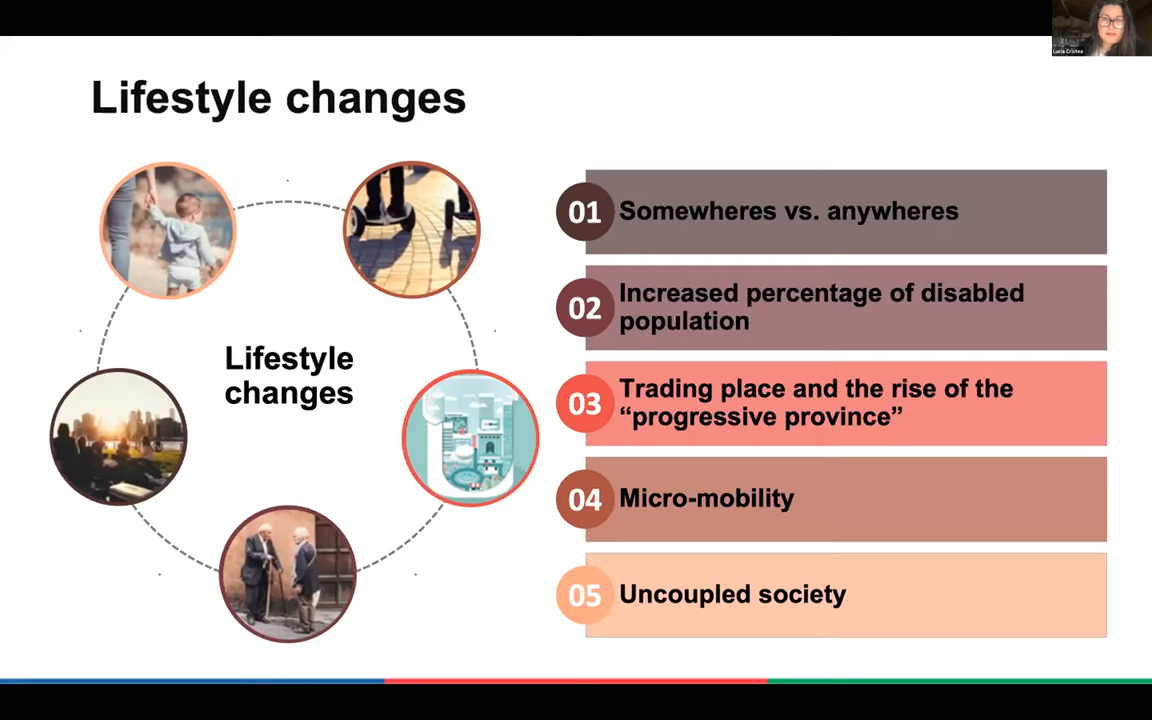 Lucia Cristea
Lifestyle changes
Lifestyle
changes
01 Somewheres vs. anywheres
02 Increased percentage of disabled
population
03 Trading place and the rise of the
“progressive province”
04 Micro-mobility
05 Uncoupled society